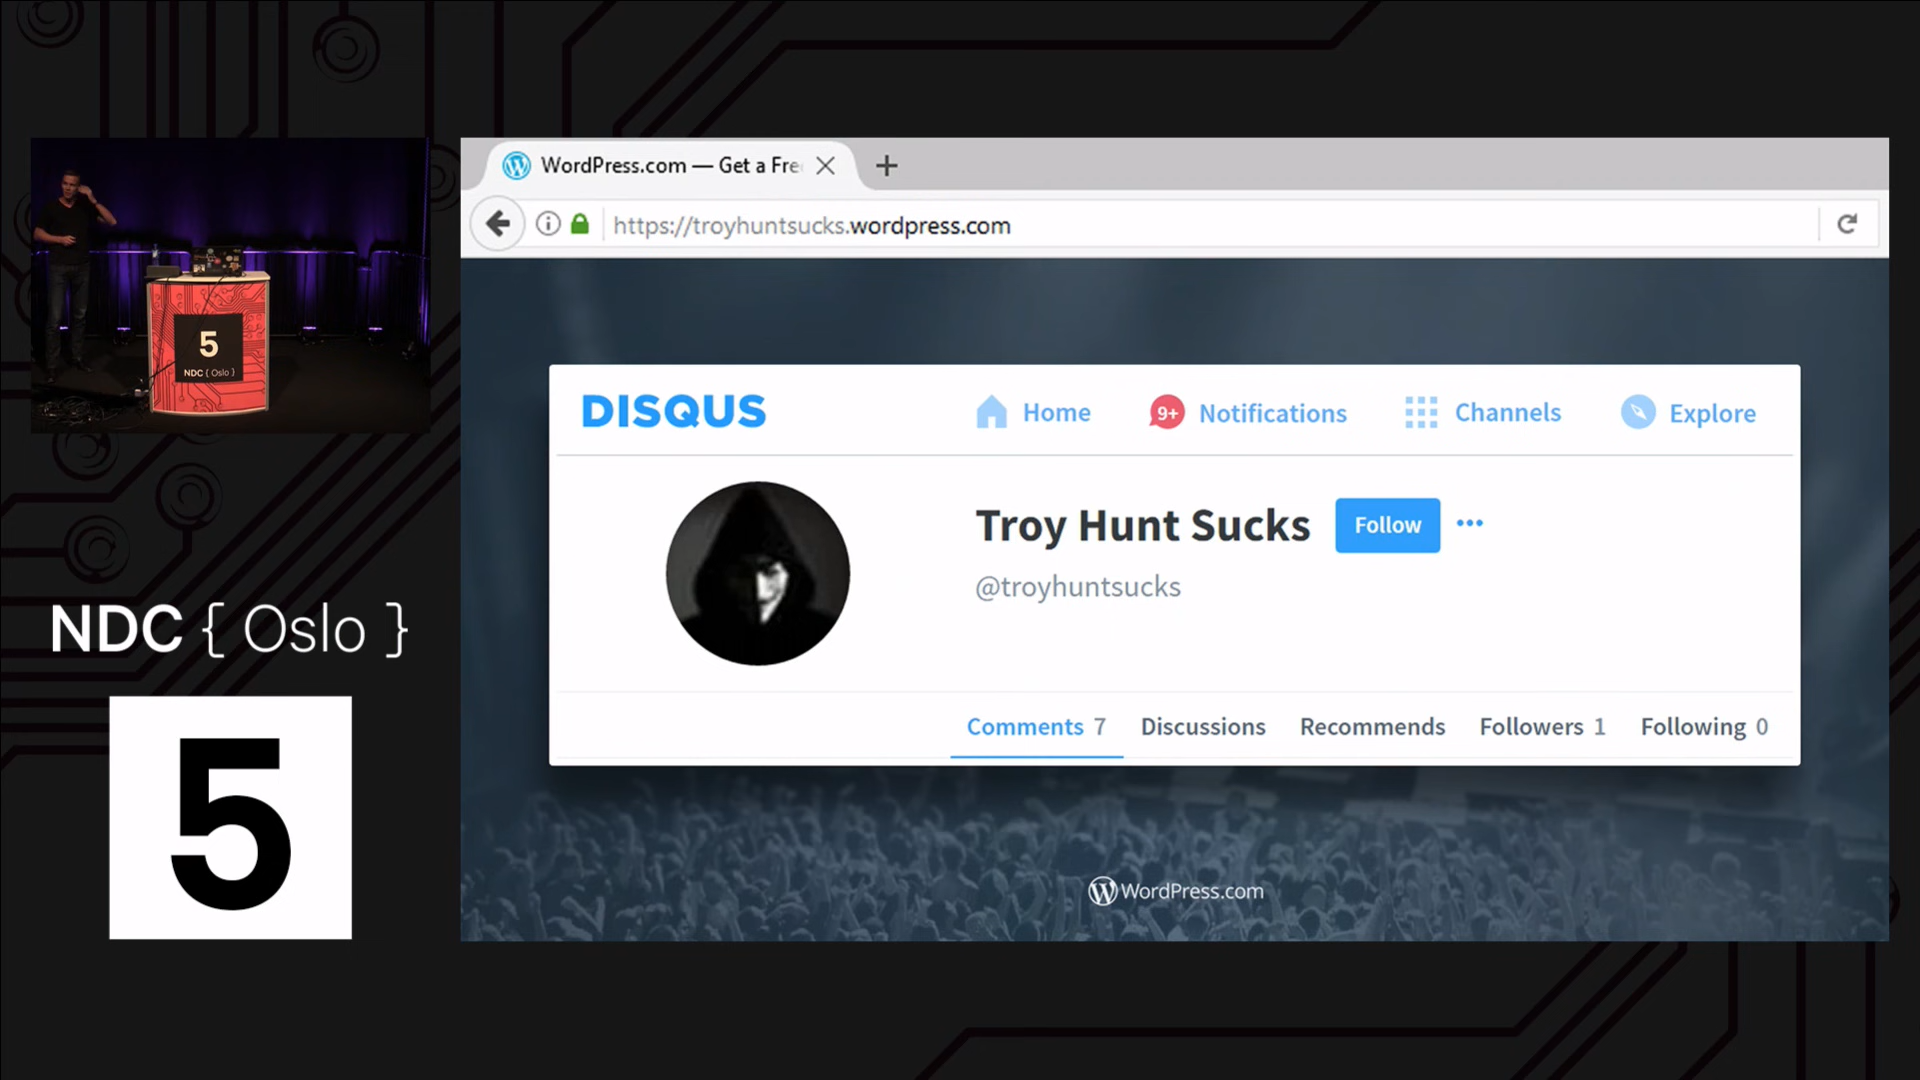 WordPress.com — Get a Fre
https://troyhuntsucks.wordpress.com
DISQUS
Home
9+
Notifications
Channels
Explore
Troy Hunt Sucks
Follow
@troyhuntsucks
Comments 7
Discussions
Recommends
Followers 1
Following 0
WordPress.com
5
NDC { Oslo }
NDC { Oslo }
5